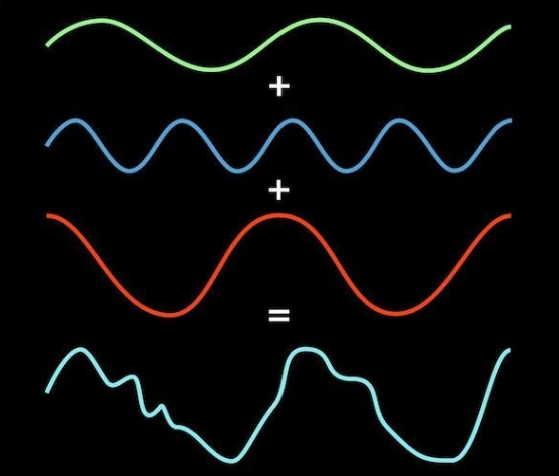 +
+
=